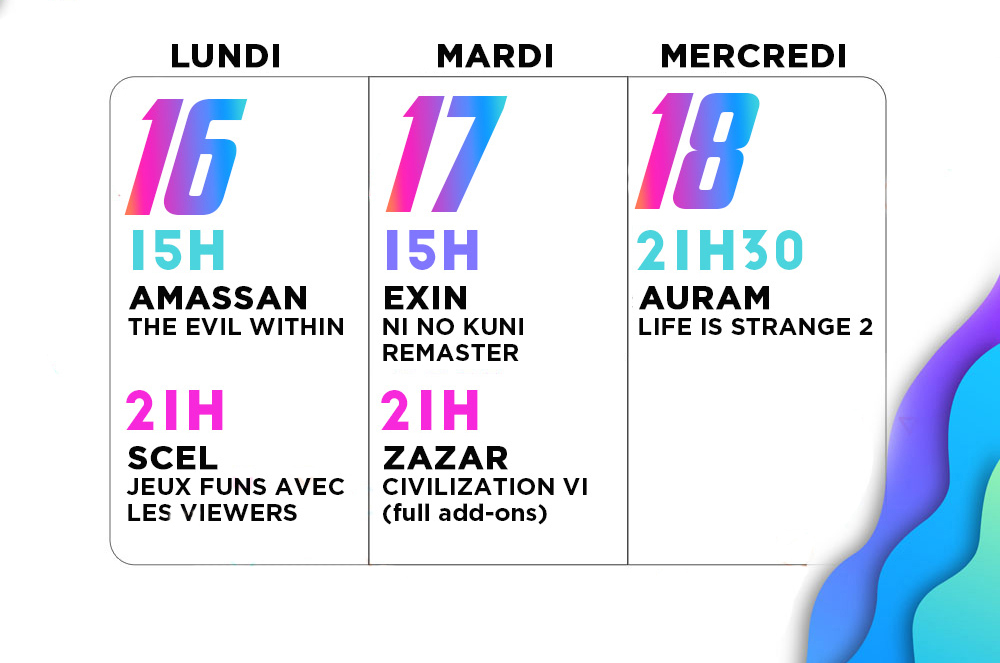 LUNDI
16
15H
AMASSAN
THE EVIL WITHIN
21H
SCEL
JEUX FUNS AVEC
LES VIEWERS
MARDI
17
15H
EXIN
NI NO KUNI
REMASTER
21H
ZAZAR
CIVILIZATION VI
(full add-ons)
MERCREDI
18
21H30
AURAM
LIFE IS STRANGE 2